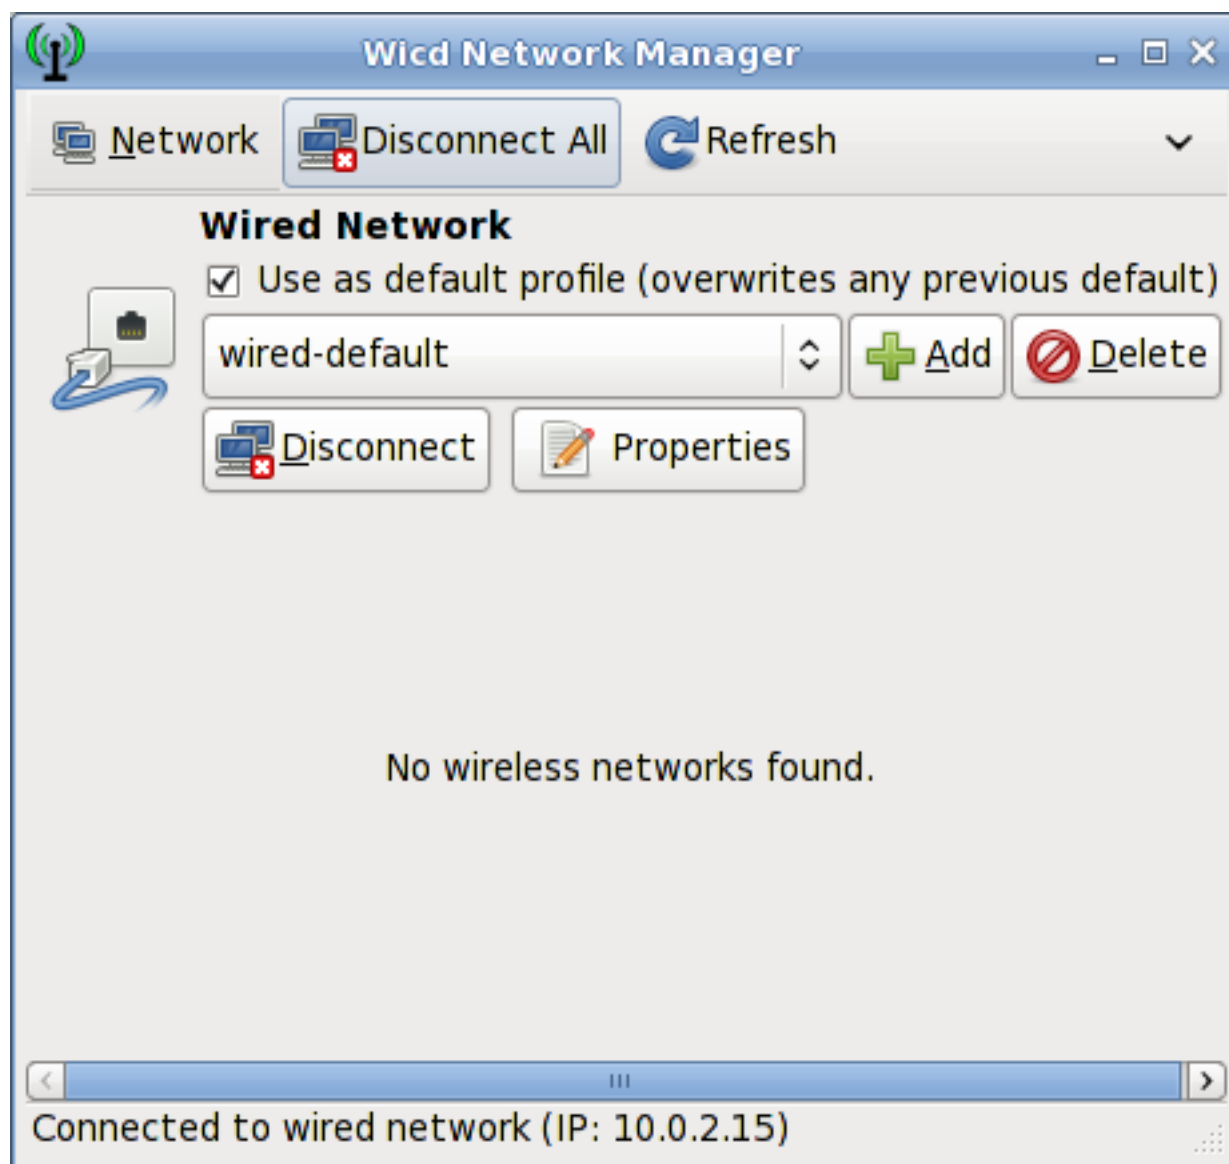 Wicd Network Manager
Network Disconnect All Refresh
Wired Network
Use as default profile (overwrites any previous default)
wired-default Add Delete
Disconnect Properties
No wireless networks found.
Connected to wired network (IP: 10.0.2.15)